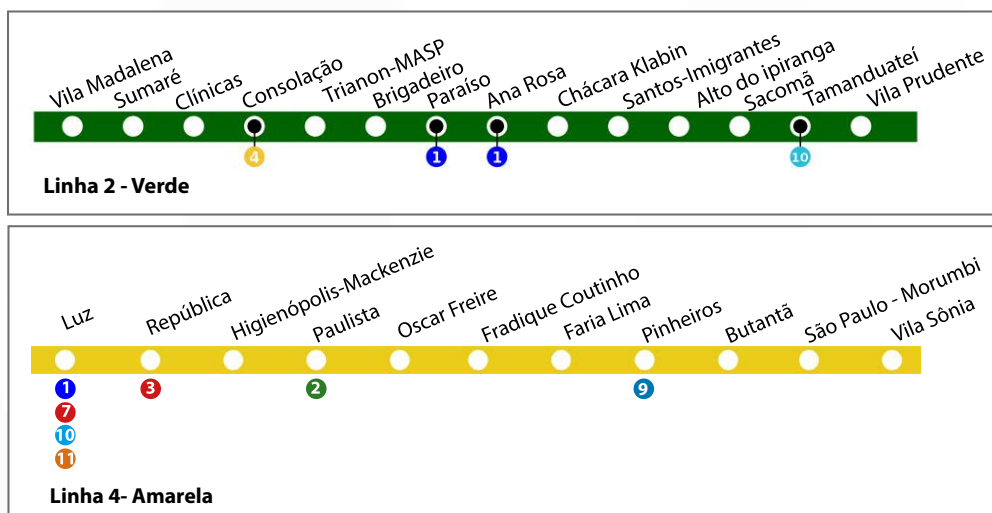 Vila Madalena
Sumaré
Clínicas
Consolação
Trianon-MASP
Brigadeiro
Paraíso
Ana Rosa
Chácara Klabin
Santos-Imigrantes
Alto do ipiranga
Sacomã
Tamanduateí
Vila Prudente
4
1
1
10
Linha 2 - Verde
Luz
República
Higienópolis-Mackenzie
Paulista
Oscar Freire
Fradique Coutinho
Faria Lima
Pinheiros
Butantã
São Paulo - Morumbi
Vila Sônia
1
3
2
9
7
10
11
Linha 4- Amarela